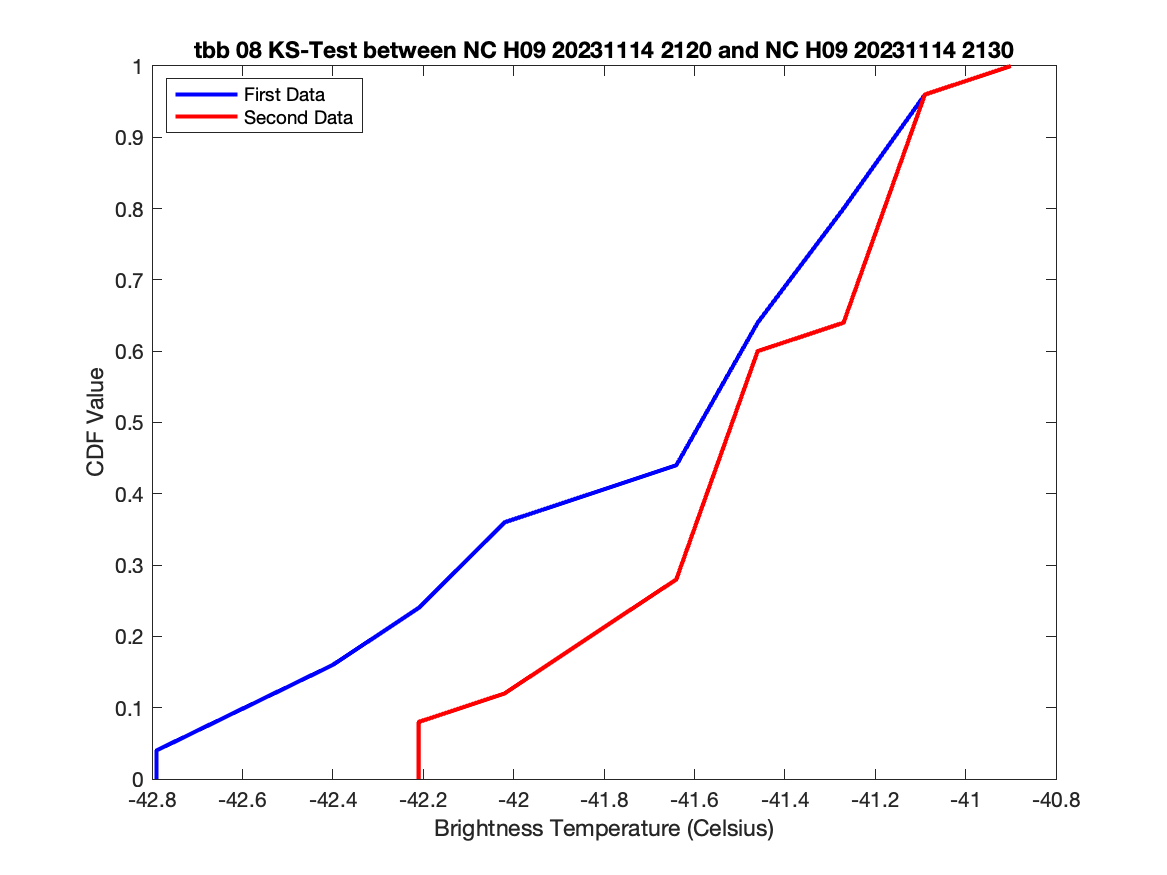 tbb 08 KS-Test between NC H09 20231114 2120 and NC H09 20231114 2130
First Data
Second Data
1
0.9
0.8
0.7
0.6
0.5
0.4
0.3
0.2
0.1
0
CDF Value
-42.8 -42.6 -42.4 -42.2 -42 -41.8 -41.6 -41.4 -41.2 -41 -40.8
Brightness Temperature (Celsius)